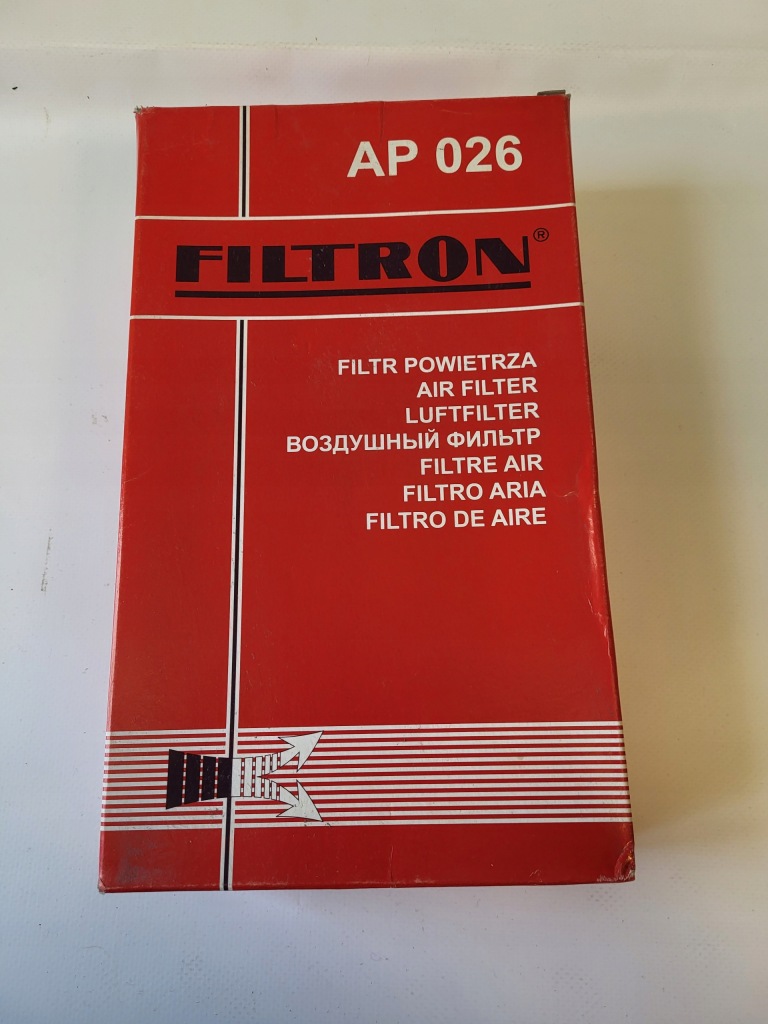 AP 026
FILTRON®
FILTR POWIETRZA
AIR FILTER
LUFTFILTER
ВОЗДУШНЫЙ ФИЛЬТР
FILTRE AIR
FILTRO ARIA
FILTRO DE AIRE